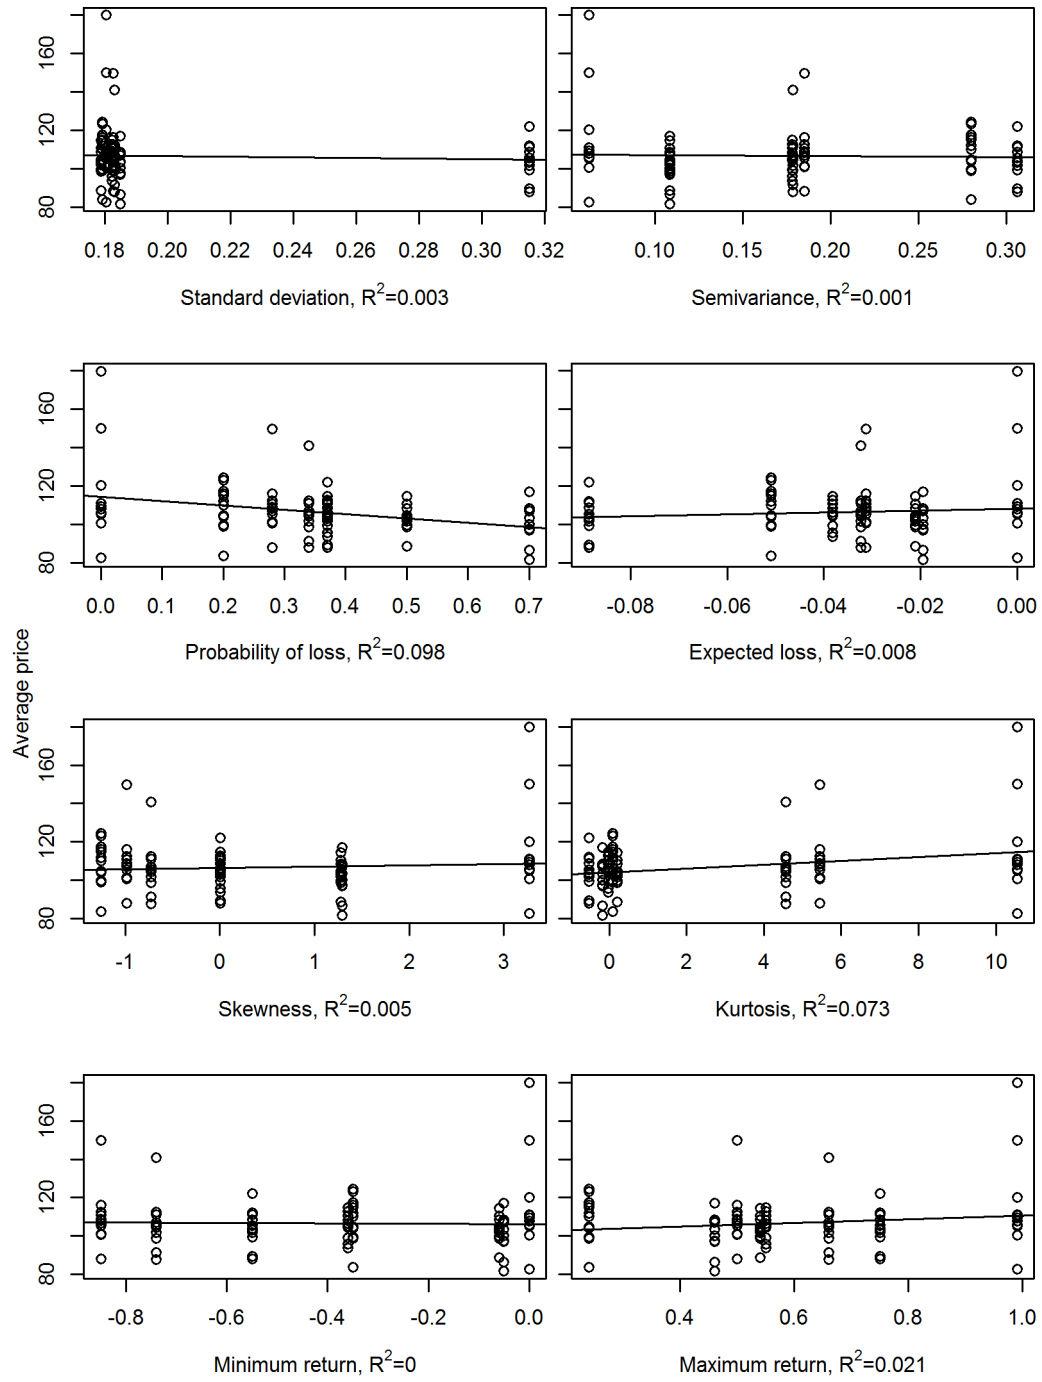 80 120 160
0.18 0.20 0.22 0.24 0.26 0.28 0.30 0.32
Standard deviation, R²=0.003
0.10 0.15 0.20 0.25 0.30
Semivariance, R²=0.001
80 120 160
0.0 0.1 0.2 0.3 0.4 0.5 0.6 0.7
Probability of loss, R²=0.098
-0.08 -0.06 -0.04 -0.02 0.00
Expected loss, R²=0.008
Average price
80 120 160
-1 0 1 2 3
Skewness, R²=0.005
0 2 4 6 8 10
Kurtosis, R²=0.073
80 120 160
-0.8 -0.6 -0.4 -0.2 0.0
Minimum return, R²=0
0.4 0.6 0.8 1.0
Maximum return, R²=0.021